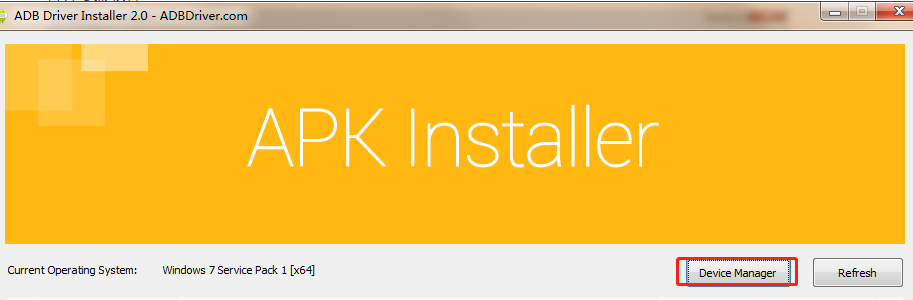 ADB Driver Installer 2.0 - ADBDriver.com
APK Installer
Current Operating System: Windows 7 Service Pack 1 [x64] Device Manager Refresh